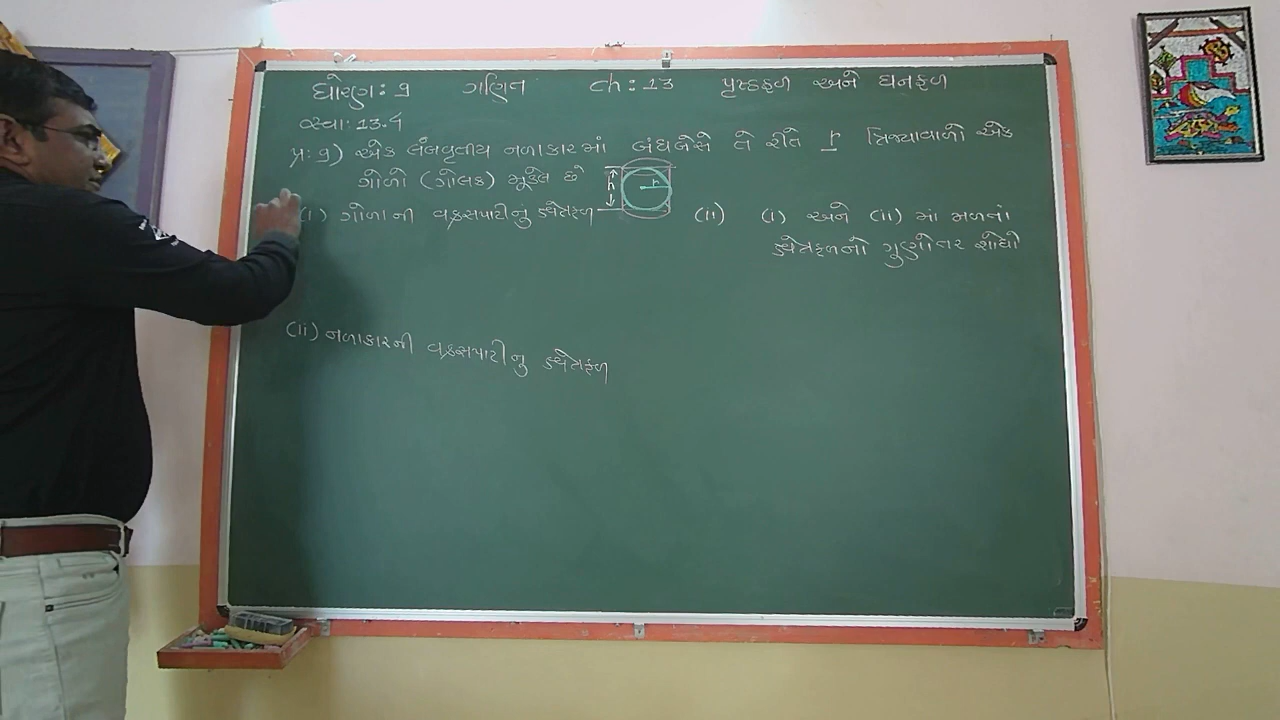 ધોરણ: 9 ગણિત ch: 13 પૃષ્ઠફળ અને ઘનફળ
સ્વા. 13.4
પ્ર: 9) એક લંબવૃત્તીય નળાકારમાં બંધબેસે તે રીતે r ત્રિજ્યાવાળો એક
ગોળો (ગોલક) મૂકેલ છે
h r
(i) ગોળાની વક્રસપાટીનું ક્ષેત્રફળ
(ii) (i) અને (ii) માં મળતાં
ક્ષેત્રફળનો ગુણોત્તર શોધો
(ii) નળાકારની વક્રસપાટીનુ ક્ષેત્રફળ